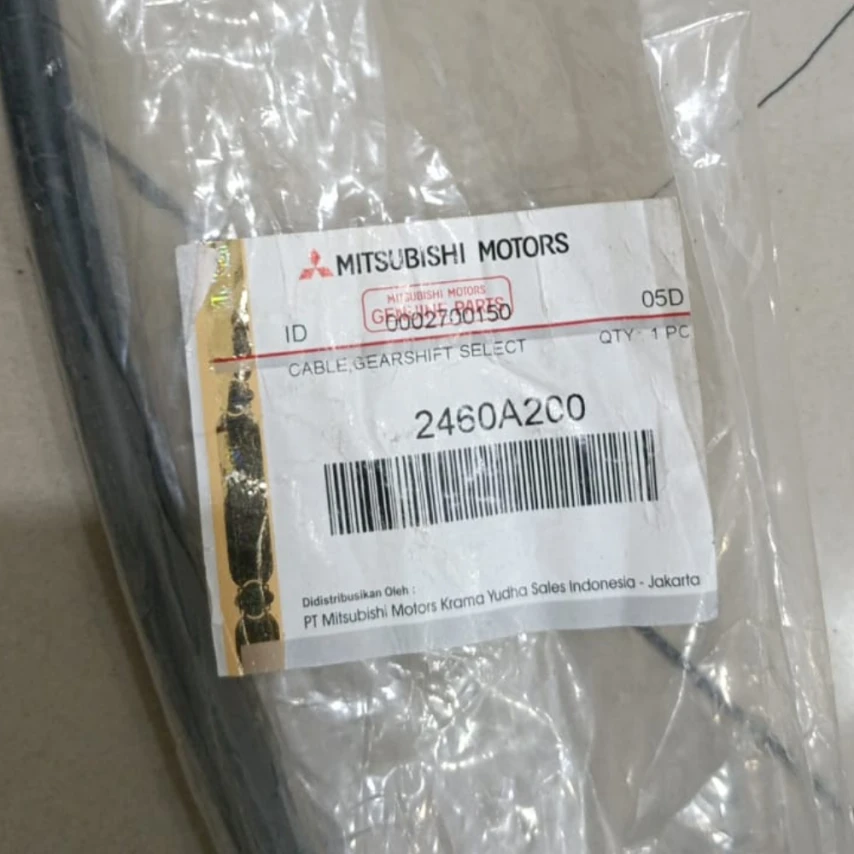 MITSUBISHI MOTORS
MITSUBISHI MOTORS
GENUINE PARTS
ID 0002700150 05D
CABLE,GEARSHIFT SELECT QTY : 1 PC
2460A200
Didistribusikan Oleh :
PT Mitsubishi Motors Krama Yudha Sales Indonesia - Jakarta